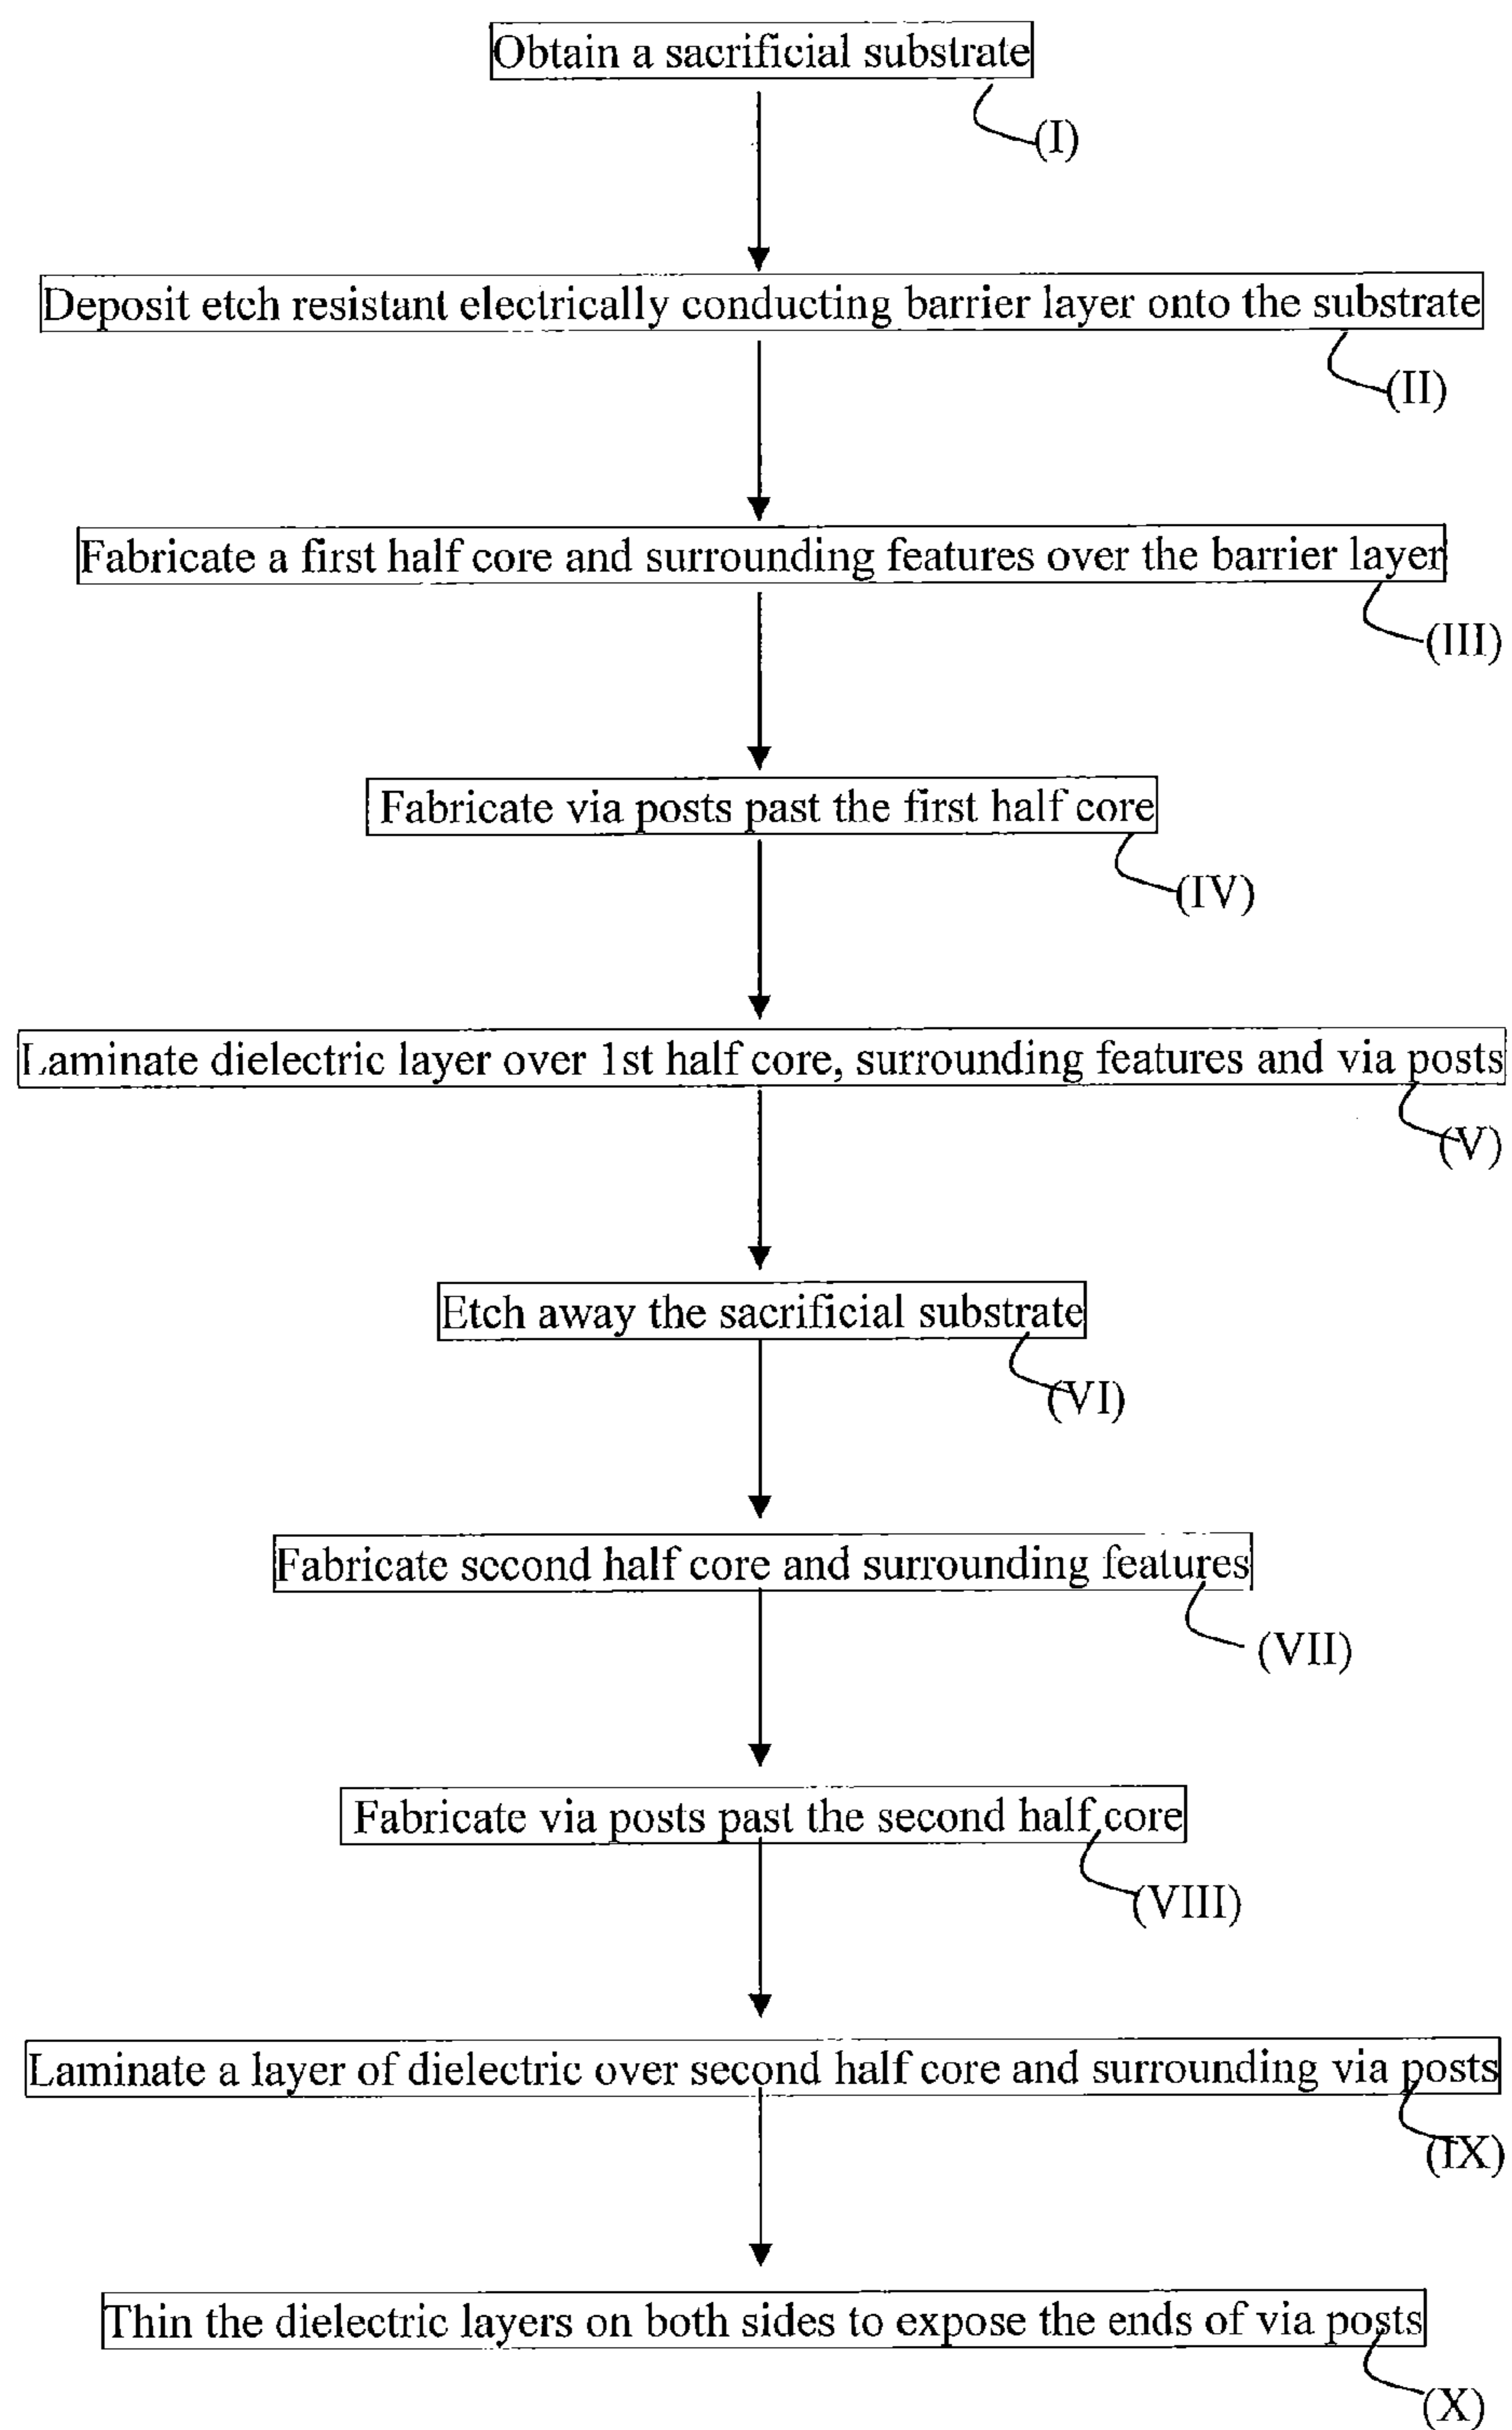 Obtain a sacrificial substrate
(I)
Deposit etch resistant electrically conducting barrier layer onto the substrate
(II)
Fabricate a first half core and surrounding features over the barrier layer
(III)
Fabricate via posts past the first half core
(IV)
Laminate dielectric layer over 1st half core, surrounding features and via posts
(V)
Etch away the sacrificial substrate
(VI)
Fabricate second half core and surrounding features
(VII)
Fabricate via posts past the second half core
(VIII)
Laminate a layer of dielectric over second half core and surrounding via posts
(IX)
Thin the dielectric layers on both sides to expose the ends of via posts
(X)